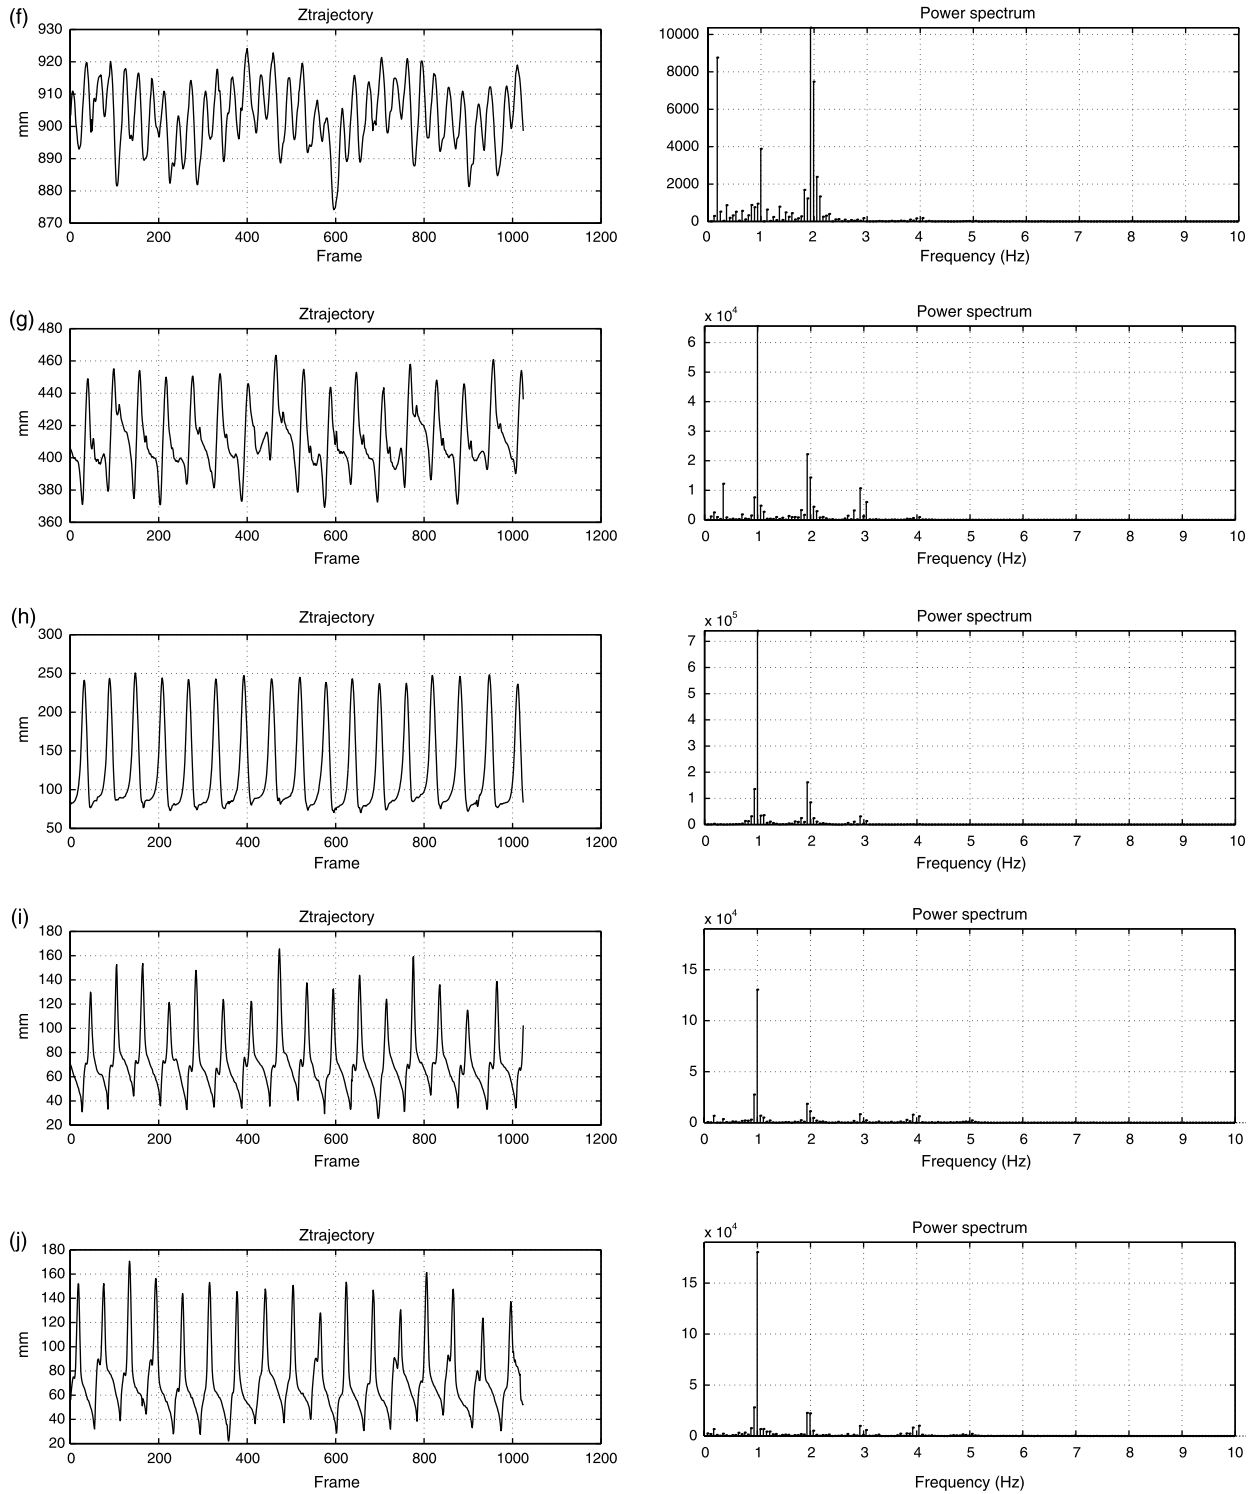 (f)
Ztrajectory
930
920
910
900
890
880
870
mm
0 200 400 600 800 1000 1200
Frame
Power spectrum
10000
8000
6000
4000
2000
0
0 1 2 3 4 5 6 7 8 9 10
Frequency (Hz)
(g)
Ztrajectory
480
460
440
420
400
380
360
mm
0 200 400 600 800 1000 1200
Frame
Power spectrum
x 10^4
6
5
4
3
2
1
0
0 1 2 3 4 5 6 7 8 9 10
Frequency (Hz)
(h)
Ztrajectory
300
250
200
150
100
50
mm
0 200 400 600 800 1000 1200
Frame
Power spectrum
x 10^5
7
6
5
4
3
2
1
0
0 1 2 3 4 5 6 7 8 9 10
Frequency (Hz)
(i)
Ztrajectory
180
160
140
120
100
80
60
40
20
mm
0 200 400 600 800 1000 1200
Frame
Power spectrum
x 10^4
15
10
5
0
0 1 2 3 4 5 6 7 8 9 10
Frequency (Hz)
(j)
Ztrajectory
180
160
140
120
100
80
60
40
20
mm
0 200 400 600 800 1000 1200
Frame
Power spectrum
x 10^4
15
10
5
0
0 1 2 3 4 5 6 7 8 9 10
Frequency (Hz)